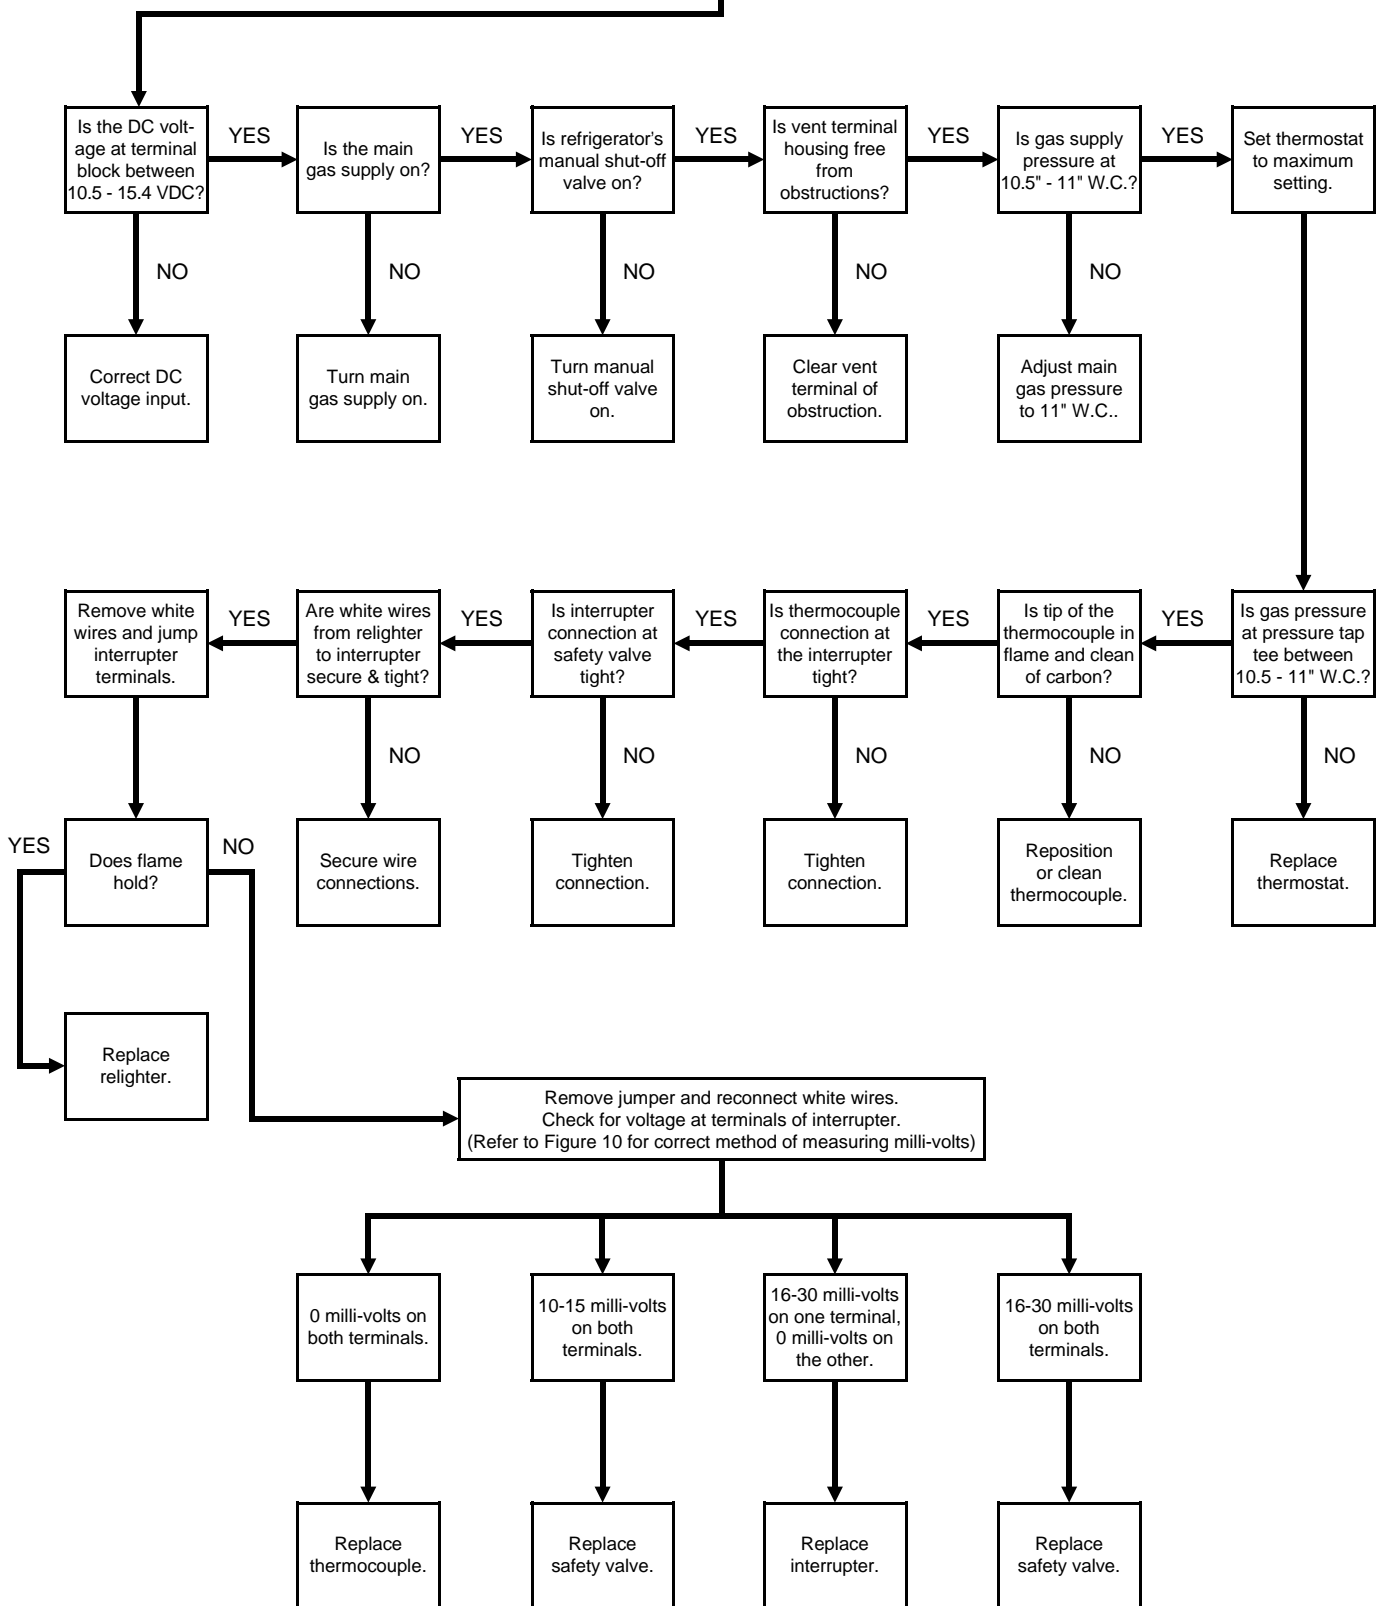 Is the DC volt-
age at terminal
block between
10.5 - 15.4 VDC?
YES
Is the main
gas supply on?
YES
Is refrigerator's
manual shut-off
valve on?
YES
Is vent terminal
housing free
from
obstructions?
YES
Is gas supply
pressure at
10.5" - 11" W.C.?
YES
Set thermostat
to maximum
setting.
NO
NO
NO
NO
NO
Correct DC
voltage input.
Turn main
gas supply on.
Turn manual
shut-off valve
on.
Clear vent
terminal of
obstruction.
Adjust main
gas pressure
to 11" W.C..
Remove white
wires and jump
interrupter
terminals.
YES
Are white wires
from relighter
to interrupter
secure & tight?
YES
Is interrupter
connection at
safety valve
tight?
YES
Is thermocouple
connection at
the interrupter
tight?
YES
Is tip of the
thermocouple in
flame and clean
of carbon?
YES
Is gas pressure
at pressure tap
tee between
10.5 - 11" W.C.?
NO
NO
NO
NO
NO
YES
Does flame
hold?
NO
Secure wire
connections.
Tighten
connection.
Tighten
connection.
Reposition
or clean
thermocouple.
Replace
thermostat.
Replace
relighter.
Remove jumper and reconnect white wires.
Check for voltage at terminals of interrupter.
(Refer to Figure 10 for correct method of measuring milli-volts)
0 milli-volts on
both terminals.
10-15 milli-volts
on both
terminals.
16-30 milli-volts
on one terminal,
0 milli-volts on
the other.
16-30 milli-volts
on both
terminals.
Replace
thermocouple.
Replace
safety valve.
Replace
interrupter.
Replace
safety valve.